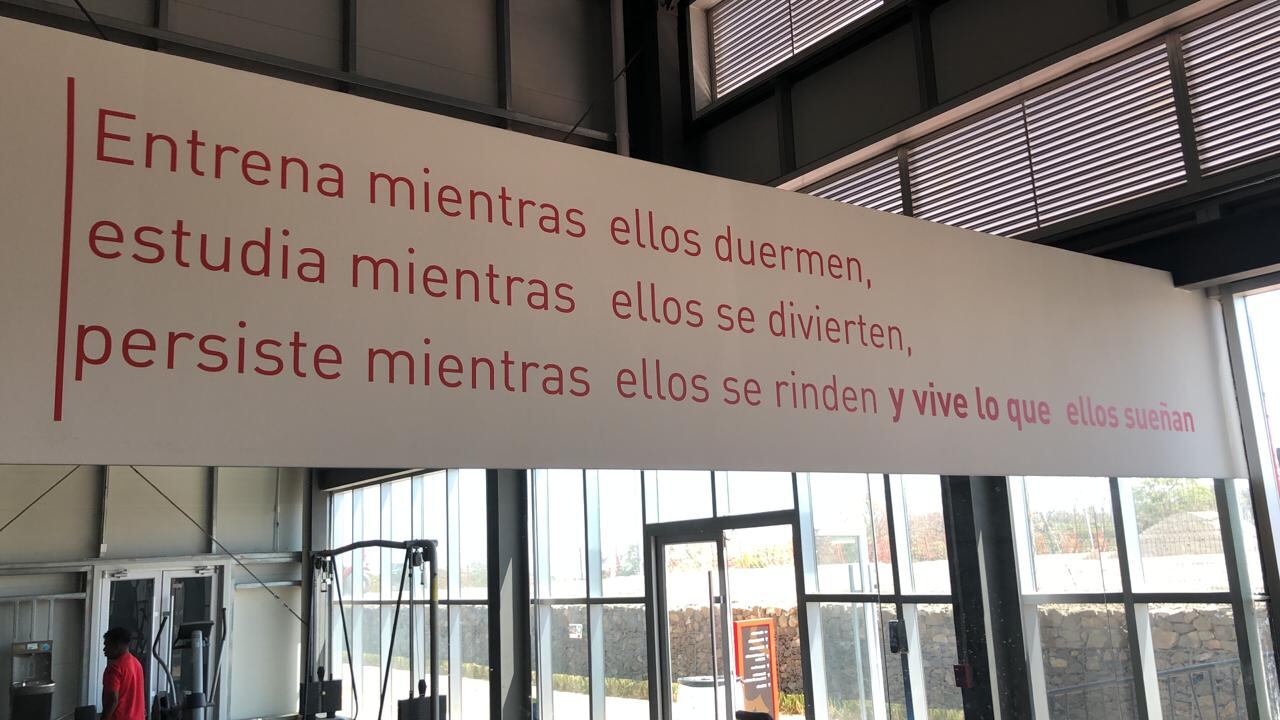 Entrena mientras ellos duermen,
estudia mientras ellos se divierten,
persiste mientras ellos se rinden y vive lo que ellos sueñan